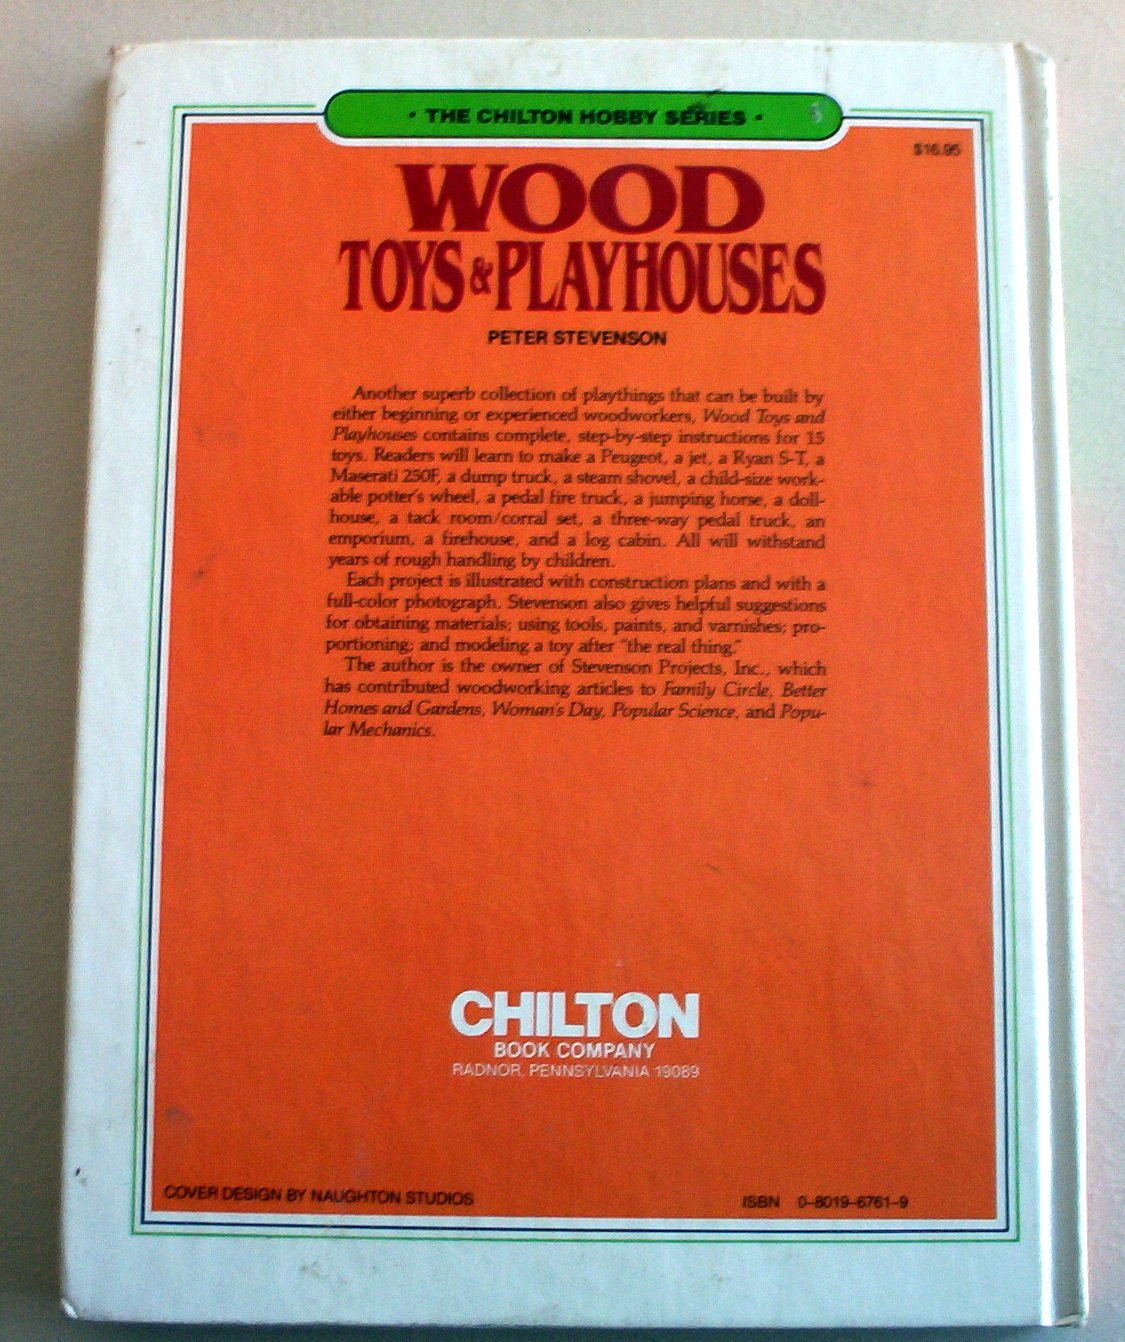 · THE CHILTON HOBBY SERIES ·
$16.95
WOOD
TOYS & PLAYHOUSES
PETER STEVENSON
Another superb collection of playthings that can be built by
either beginning or experienced woodworkers, Wood Toys and
Playhouses contains complete, step-by-step instructions for 15
toys. Readers will learn to make a Peugeot, a jet, a Ryan S-T, a
Maserati 250F, a dump truck, a steam shovel, a child-size work-
able potter's wheel, a pedal fire truck, a jumping horse, a doll-
house, a tack room/corral set, a three-way pedal truck, an
emporium, a firehouse, and a log cabin. All will withstand
years of rough handling by children.
Each project is illustrated with construction plans and with a
full-color photograph. Stevenson also gives helpful suggestions
for obtaining materials; using tools, paints, and varnishes; pro-
portioning; and modeling a toy after "the real thing."
The author is the owner of Stevenson Projects, Inc., which
has contributed woodworking articles to Family Circle, Better
Homes and Gardens, Woman's Day, Popular Science, and Popu-
lar Mechanics.
CHILTON
BOOK COMPANY
RADNOR, PENNSYLVANIA 19089
COVER DESIGN BY NAUGHTON STUDIOS
ISBN 0-8019-6761-9